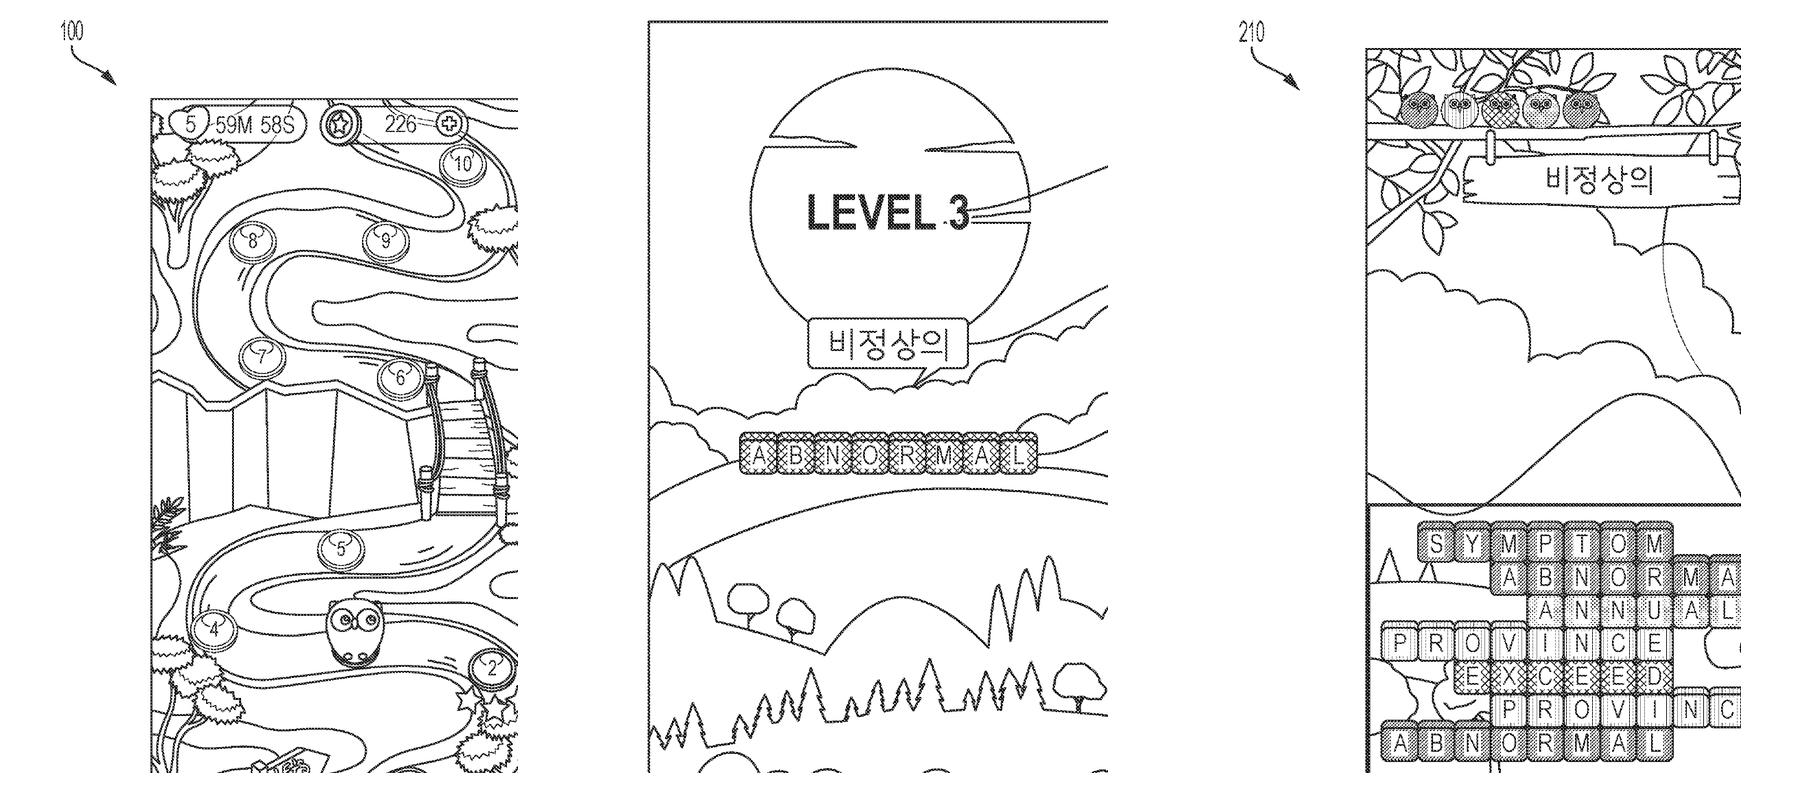 100
5 59M 58S 226
10
8 9
7
6
5
4
2
LEVEL 3
비정상의
ABNORMAL
210
비정상의
SYMPTOM
ABNORMA
ANNUAL
PROVINCE
EXCEED
PROVINC
ABNORMAL